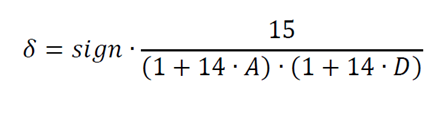 δ = sign · 15 / ((1 + 14 · A) · (1 + 14 · D))